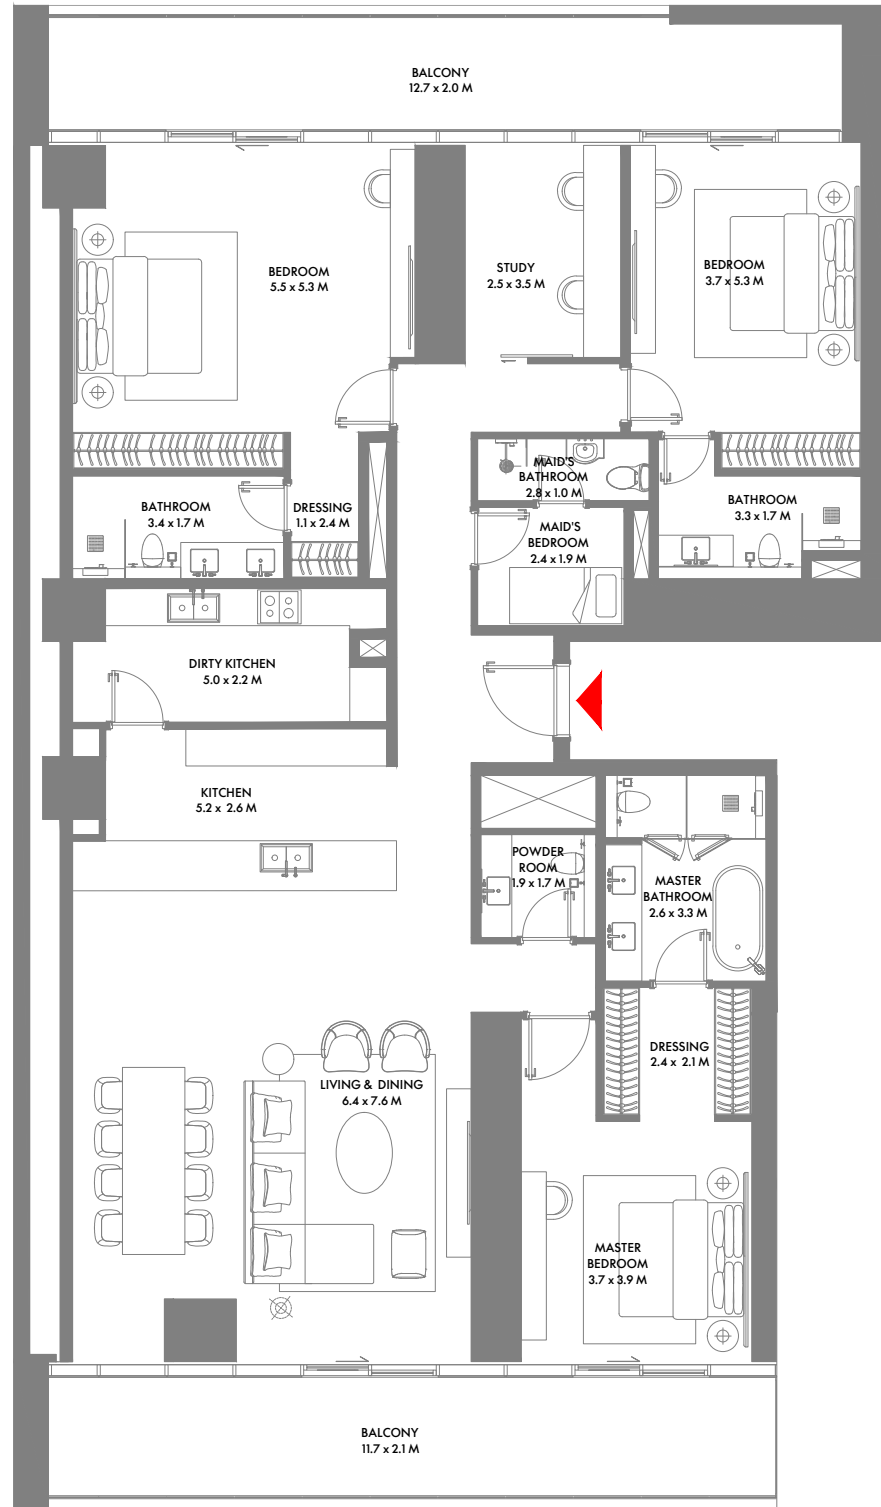 BALCONY
12.7 x 2.0 M
BEDROOM
5.5 x 5.3 M
STUDY
2.5 x 3.5 M
BEDROOM
3.7 x 5.3 M
MAID'S
BATHROOM
2.8 x 1.0 M
BATHROOM
3.4 x 1.7 M
DRESSING
1.1 x 2.4 M
MAID'S
BEDROOM
2.4 x 1.9 M
BATHROOM
3.3 x 1.7 M
DIRTY KITCHEN
5.0 x 2.2 M
KITCHEN
5.2 x 2.6 M
POWDER
ROOM
1.9 x 1.7 M
MASTER
BATHROOM
2.6 x 3.3 M
DRESSING
2.4 x 2.1 M
LIVING & DINING
6.4 x 7.6 M
MASTER
BEDROOM
3.7 x 3.9 M
BALCONY
11.7 x 2.1 M